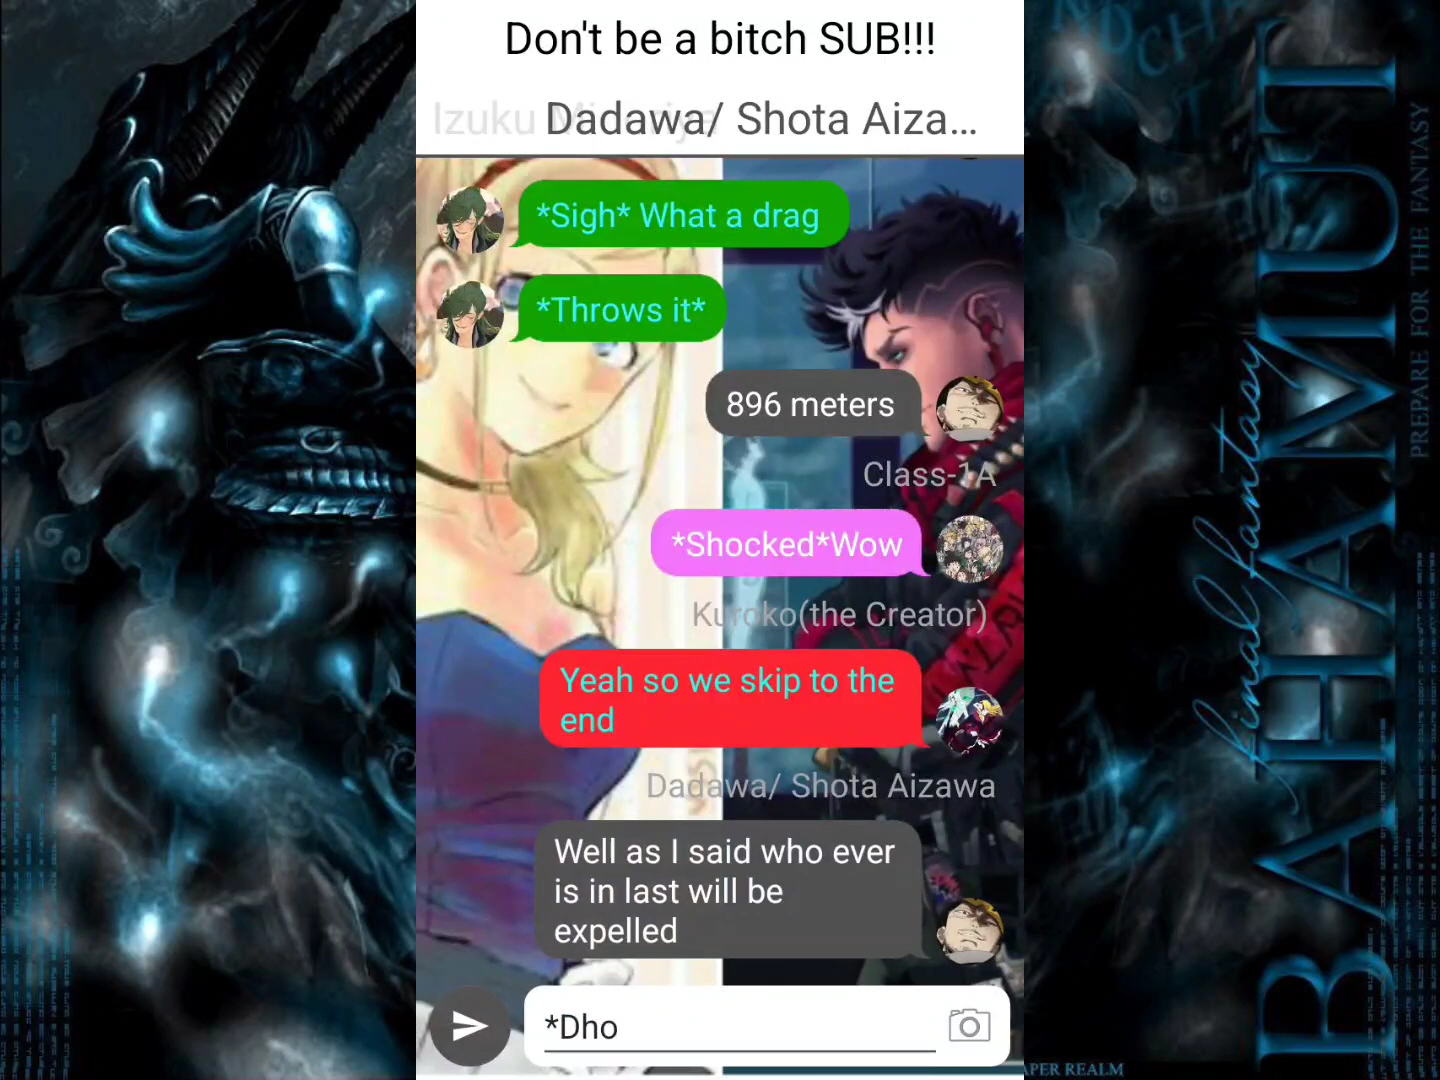 Don't be a bitch SUB!!!
Dadawa/ Shota Aiza...
*Sigh* What a drag
*Throws it*
896 meters
Class-1A
*Shocked*Wow
Kuroko(the Creator)
Yeah so we skip to the
end
Dadawa/ Shota Aizawa
Well as I said who ever
is in last will be
expelled
*Dho
final fantasy
BAHAMUT
PREPARE FOR THE FANTASY
APER REALM